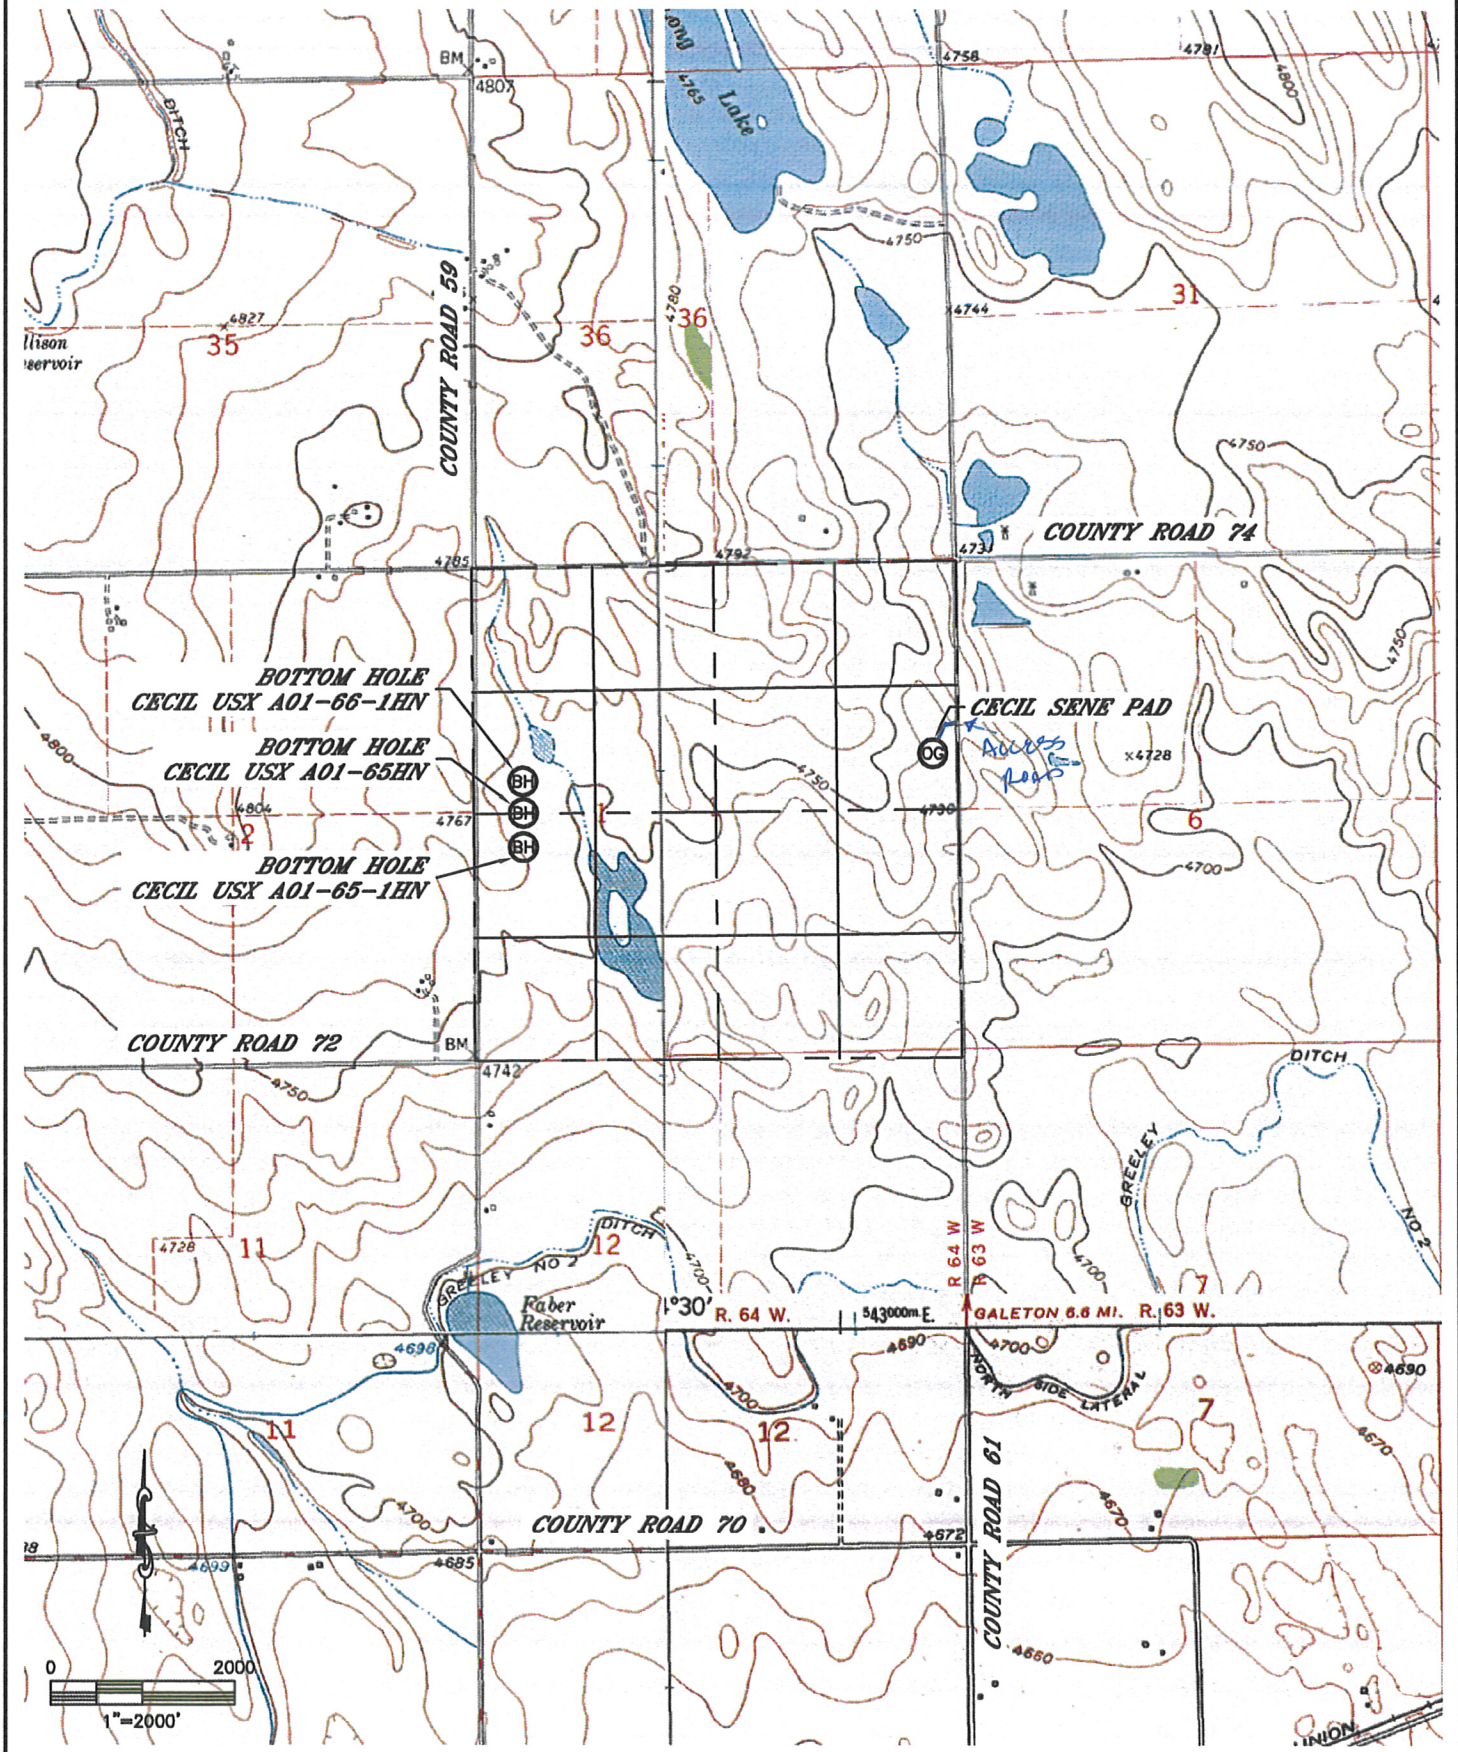 ong
4765
Lake
BM
4807
4758
4781
4800
DITCH
4750
COUNTY ROAD 59
4827
35
llison
servoir
36
4780
36
4744
31
4750
4785
4792
4731
COUNTY ROAD 74
4750
BOTTOM HOLE
CECIL USX A01-66-1HN
BOTTOM HOLE
CECIL USX A01-65HN
BOTTOM HOLE
CECIL USX A01-65-1HN
BH
BH
BH
OG
CECIL SENE PAD
ACCESS
ROAD
4728
4800
4804
2
4767
1
4750
4730
6
4700
COUNTY ROAD 72
BM
4742
4750
DITCH
GREELEY
NO 2
4728
11
GREELEY NO 2 DITCH
12
4700
R 64 W
R 63 W
4700
7
Faber
Reservoir
4°30'
R. 64 W.
543000m.E.
GALETON 6.6 MI.
R. 63 W.
4698
4690
4700
NORTH SIDE LATERAL
4690
11
12
4700
12
7
4670
4700
4680
4670
COUNTY ROAD 70
4672
COUNTY ROAD 61
4699
4685
4660
0 2000
1"=2000'
UNION